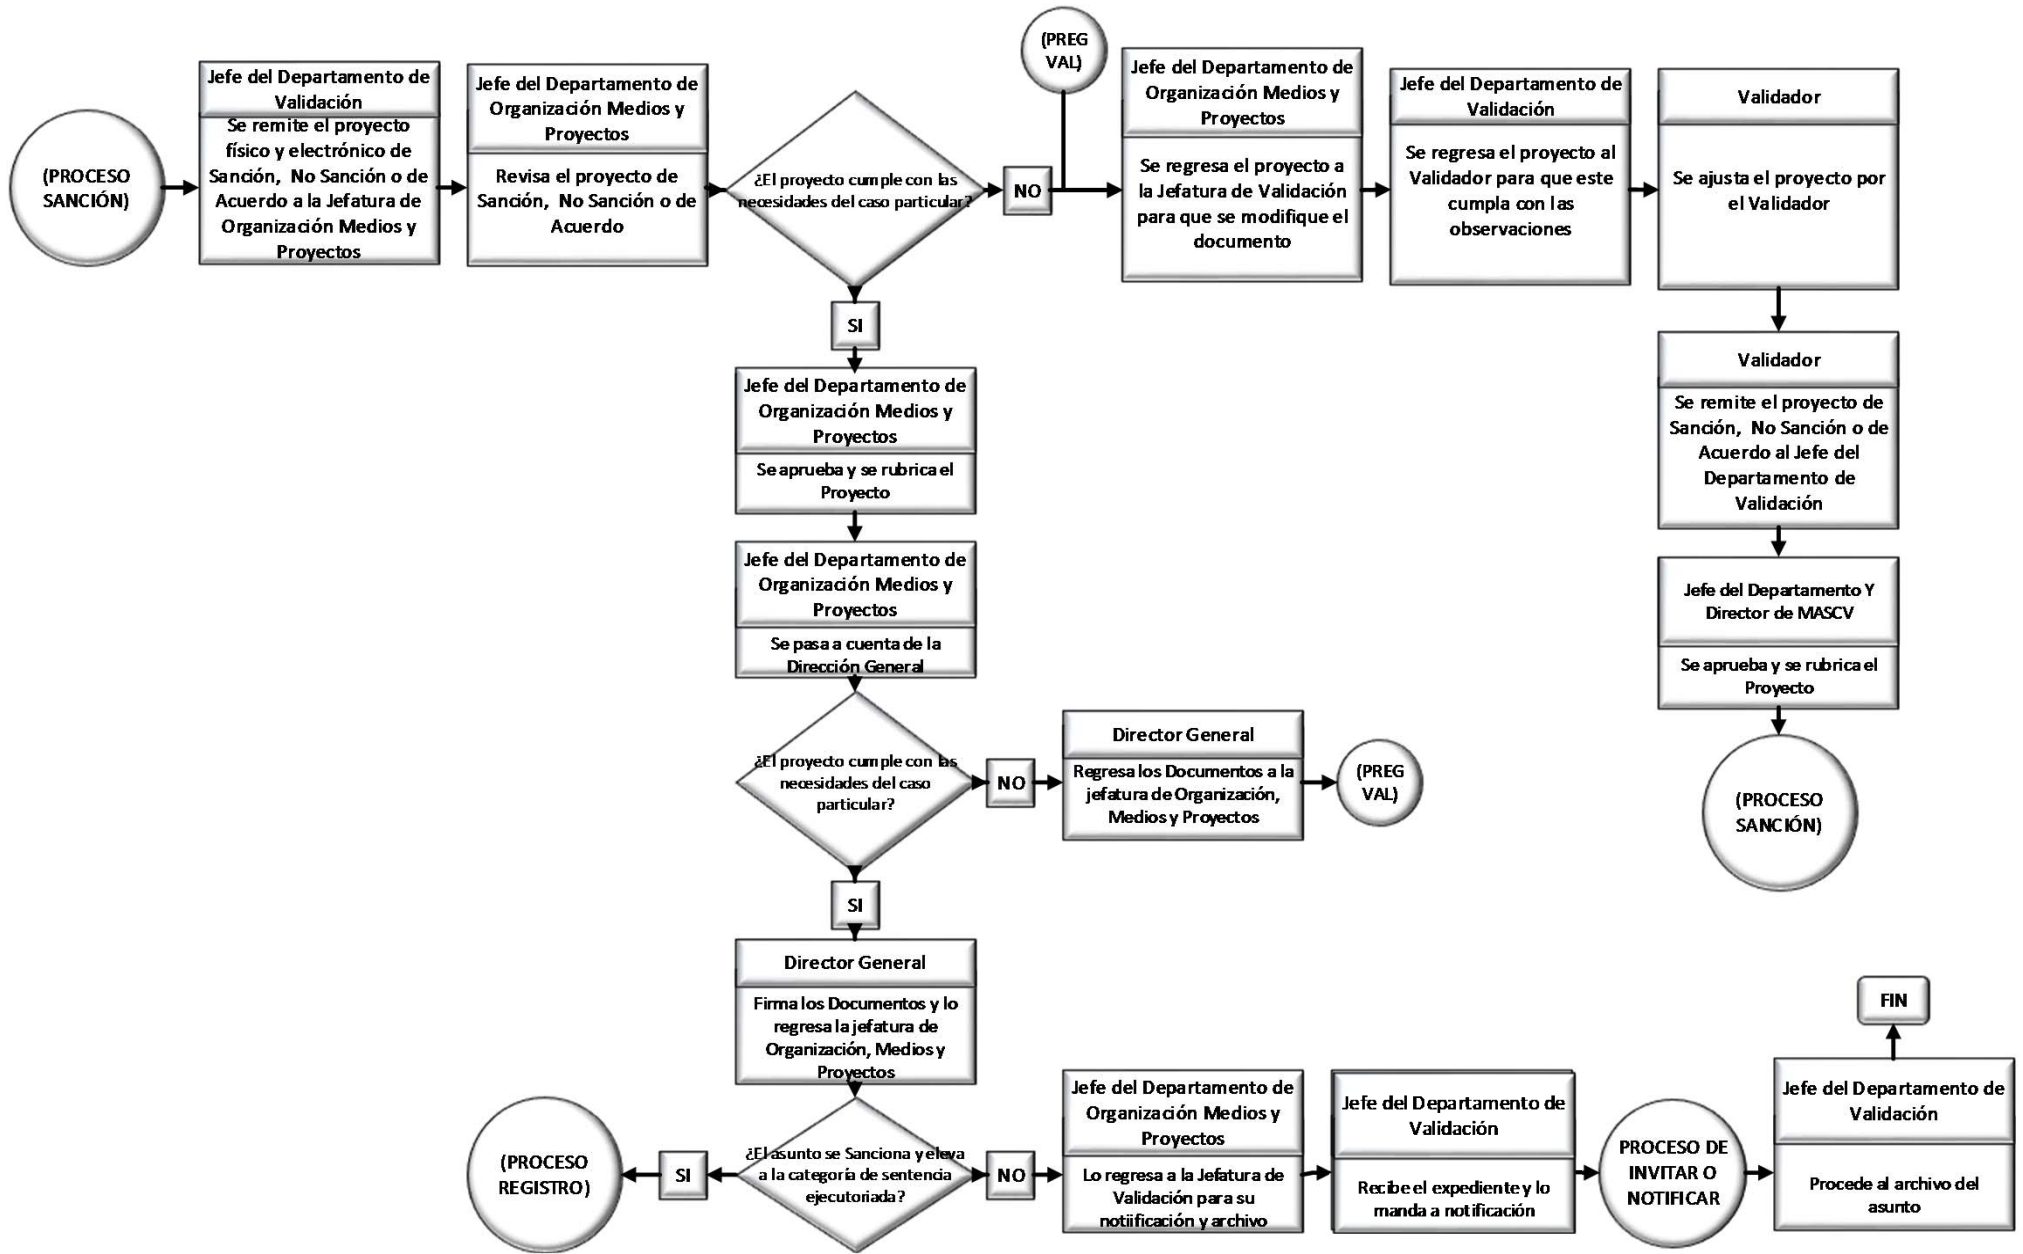 (PROCESO
SANCIÓN)
Jefe del Departamento de
Validación
Se remite el proyecto
físico y electrónico de
Sanción, No Sanción o de
Acuerdo a la Jefatura de
Organización Medios y
Proyectos
Jefe del Departamento de
Organización Medios y
Proyectos
Revisa el proyecto de
Sanción, No Sanción o de
Acuerdo
¿El proyecto cumple con las
necesidades del caso particular?
NO
(PREG
VAL)
Jefe del Departamento de
Organización Medios y
Proyectos
Se regresa el proyecto a
la Jefatura de Validación
para que se modifique el
documento
Jefe del Departamento de
Validación
Se regresa el proyecto al
Validador para que este
cumpla con las
observaciones
Validador
Se ajusta el proyecto por
el Validador
Validador
Se remite el proyecto de
Sanción, No Sanción o de
Acuerdo al Jefe del
Departamento de
Validación
Jefe del Departamento Y
Director de MASCV
Se aprueba y se rubrica el
Proyecto
(PROCESO
SANCIÓN)
SI
Jefe del Departamento de
Organización Medios y
Proyectos
Se aprueba y se rubrica el
Proyecto
Jefe del Departamento de
Organización Medios y
Proyectos
Se pasa a cuenta de la
Dirección General
¿El proyecto cumple con las
necesidades del caso
particular?
NO
Director General
Regresa los Documentos a la
jefatura de Organización,
Medios y Proyectos
(PREG
VAL)
SI
Director General
Firma los Documentos y lo
regresa la jefatura de
Organización, Medios y
Proyectos
¿El asunto se Sanciona y eleva
a la categoría de sentencia
ejecutoriada?
SI
(PROCESO
REGISTRO)
NO
Jefe del Departamento de
Organización Medios y
Proyectos
Lo regresa a la Jefatura de
Validación para su
notiificación y archivo
Jefe del Departamento de
Validación
Recibe el expediente y lo
manda a notificación
PROCESO DE
INVITAR O
NOTIFICAR
Jefe del Departamento de
Validación
Procede al archivo del
asunto
FIN